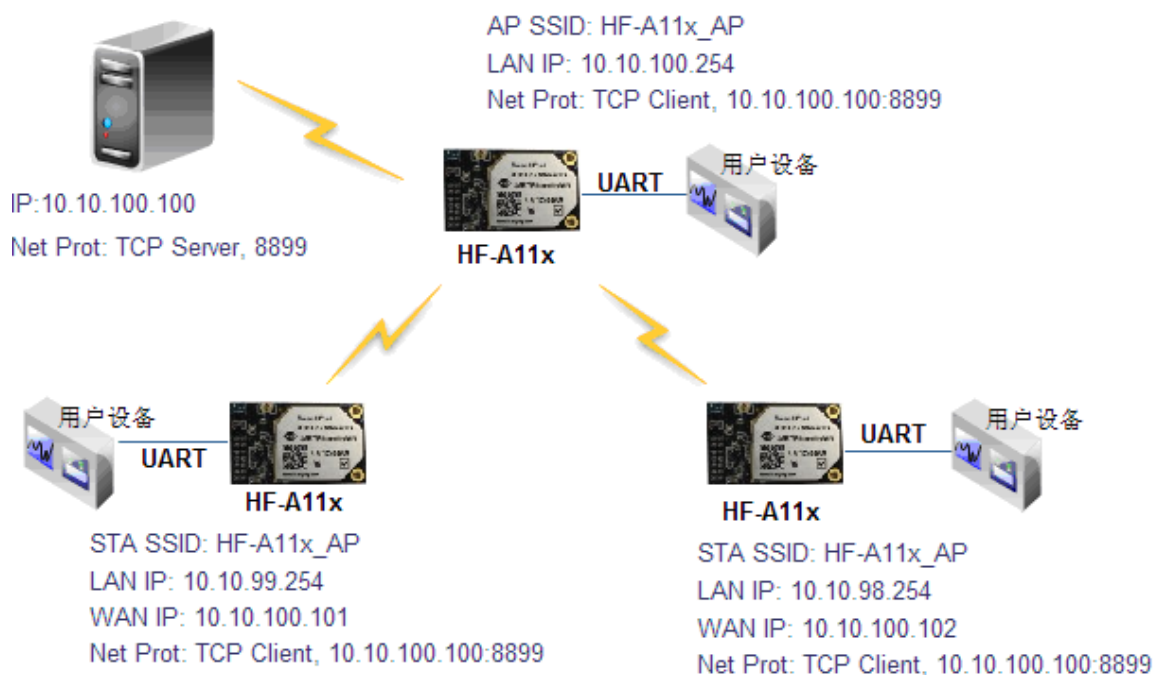 AP SSID: HF-A11x_AP
LAN IP: 10.10.100.254
Net Prot: TCP Client, 10.10.100.100:8899
用户设备
UART
HF-A11x
IP:10.10.100.100
Net Prot: TCP Server, 8899
用户设备
UART
HF-A11x
STA SSID: HF-A11x_AP
LAN IP: 10.10.99.254
WAN IP: 10.10.100.101
Net Prot: TCP Client, 10.10.100.100:8899
用户设备
UART
HF-A11x
STA SSID: HF-A11x_AP
LAN IP: 10.10.98.254
WAN IP: 10.10.100.102
Net Prot: TCP Client, 10.10.100.100:8899